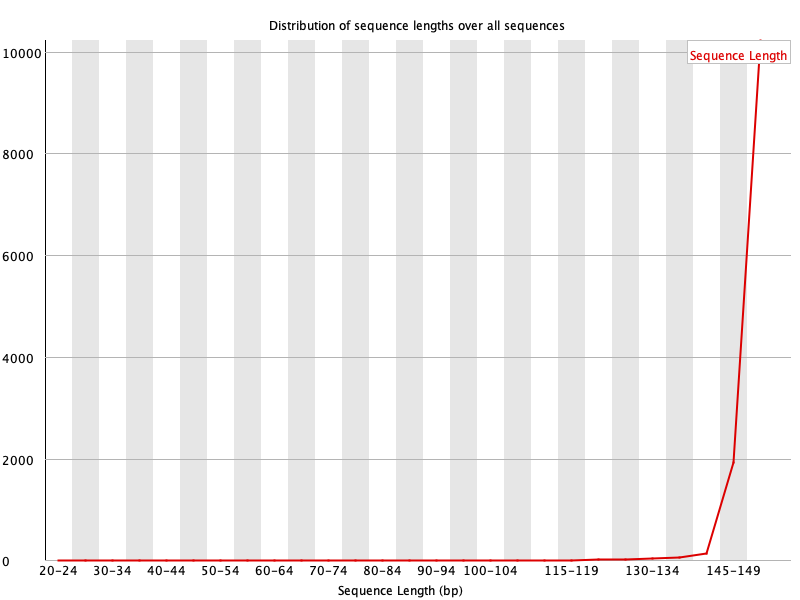 Distribution of sequence lengths over all sequences
10000
Sequence Length
8000
6000
4000
2000
0
20-24 30-34 40-44 50-54 60-64 70-74 80-84 90-94 100-104 115-119 130-134 145-149
Sequence Length (bp)